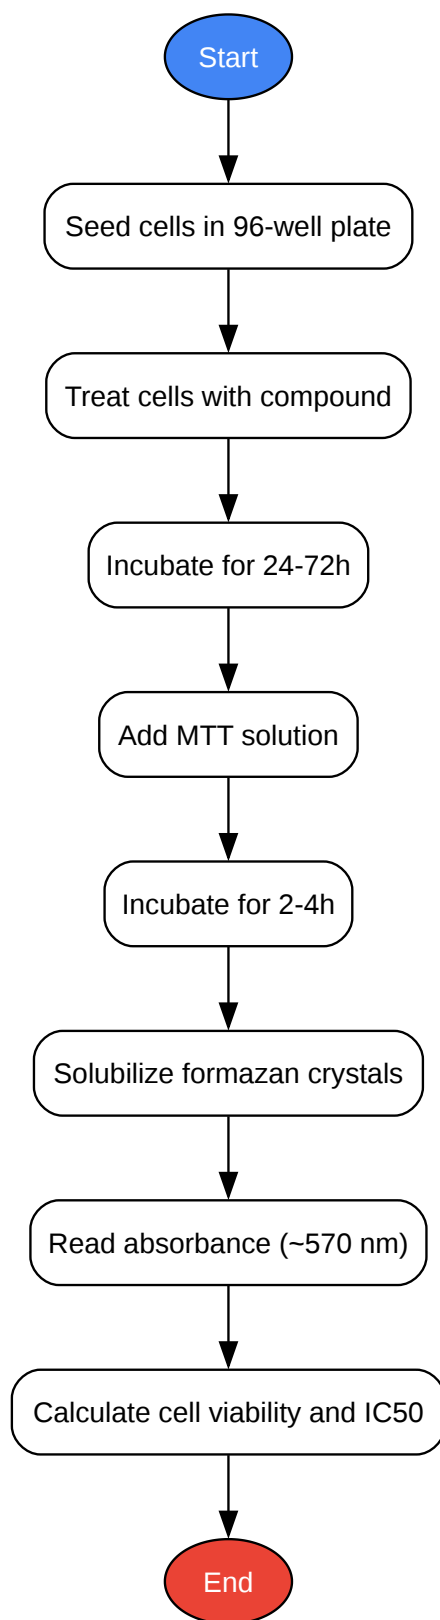 Start
Seed cells in 96-well plate
Treat cells with compound
Incubate for 24-72h
Add MTT solution
Incubate for 2-4h
Solubilize formazan crystals
Read absorbance (~570 nm)
Calculate cell viability and IC50
End